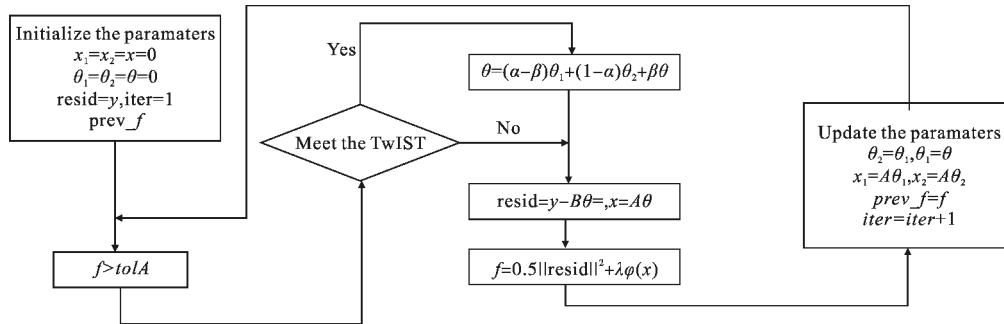 Initialize the paramaters
x₁=x₂=x=0
θ₁=θ₂=θ=0
resid=y,iter=1
prev_f
f>tolA
Yes
Meet the TwIST
No
θ=(α-β)θ₁+(1-α)θ₂+βθ
resid=y-Bθ=,x=Aθ
f=0.5||resid||²+λφ(x)
Update the paramaters
θ₂=θ₁,θ₁=θ
x₁=Aθ₁,x₂=Aθ₂
prev_f=f
iter=iter+1